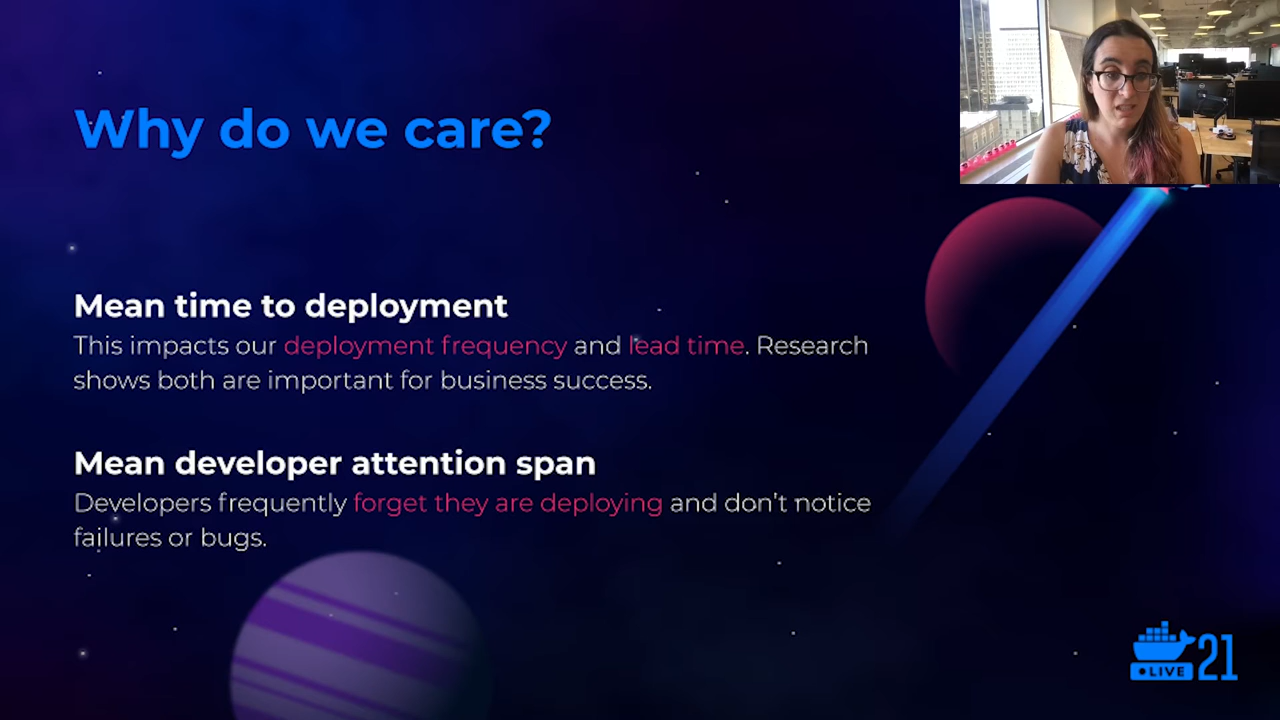 Why do we care?
Mean time to deployment
This impacts our deployment frequency and lead time. Research
shows both are important for business success.
Mean developer attention span
Developers frequently forget they are deploying and don't notice
failures or bugs.
LIVE 21